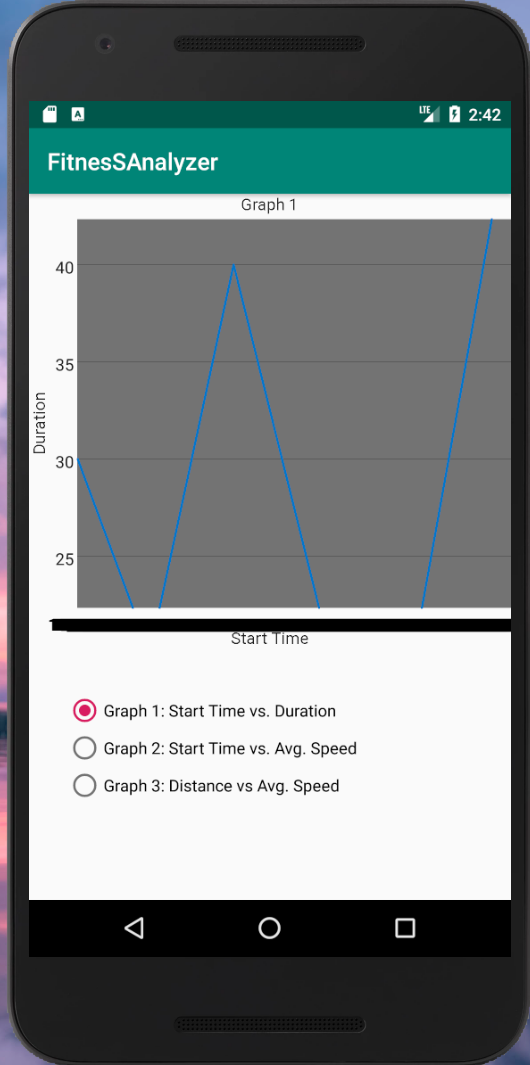 LTE 2:42
FitnesSAnalyzer
Graph 1
40
35
Duration
30
25
Start Time
Graph 1: Start Time vs. Duration
Graph 2: Start Time vs. Avg. Speed
Graph 3: Distance vs Avg. Speed